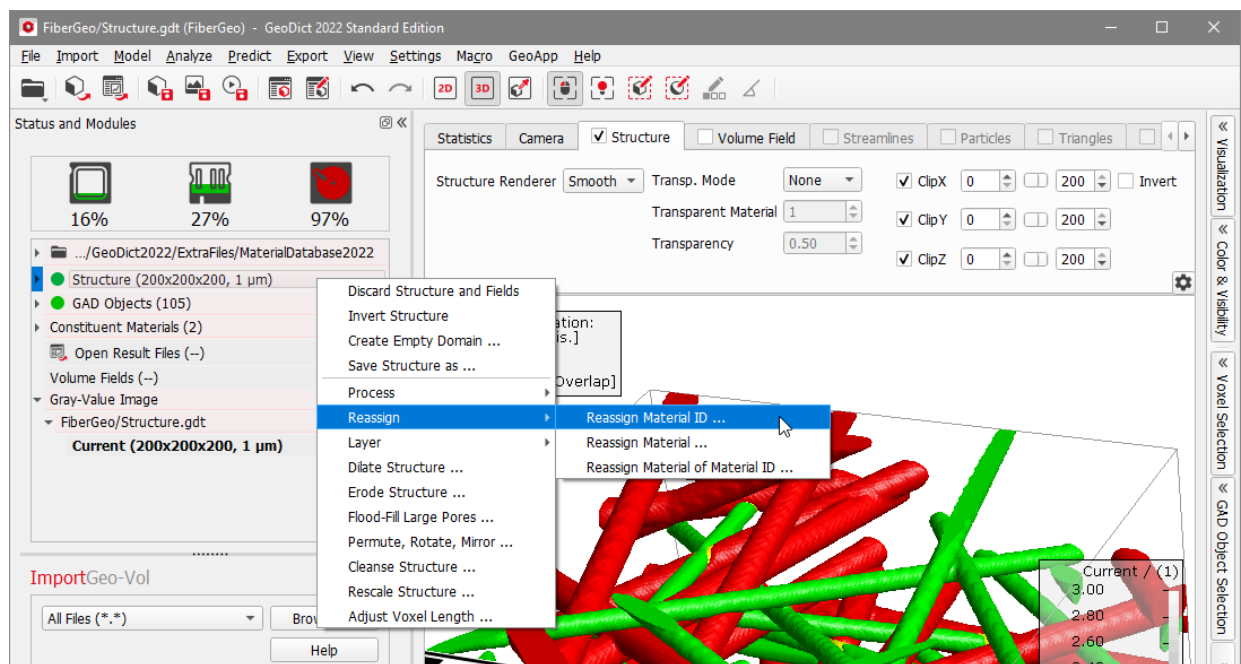 FiberGeo/Structure.gdt (FiberGeo) - GeoDict 2022 Standard Edition
File Import Model Analyze Predict Export View Settings Macro GeoApp Help
2D 3D
Status and Modules
16% 27% 97%
.../GeoDict2022/ExtraFiles/MaterialDatabase2022
Structure (200x200x200, 1 µm)
GAD Objects (105)
Constituent Materials (2)
Open Result Files (--)
Volume Fields (--)
Gray-Value Image
FiberGeo/Structure.gdt
Current (200x200x200, 1 µm)
ImportGeo-Vol
All Files (*.*)
Help
Statistics Camera Structure Volume Field Streamlines Particles Triangles
Structure Renderer Smooth Transp. Mode None ClipX 0 200 Invert
Transparent Material 1 ClipY 0 200
Transparency 0.50 ClipZ 0 200
Discard Structure and Fields
Invert Structure
Create Empty Domain ...
Save Structure as ...
Process
Reassign
Layer
Dilate Structure ...
Erode Structure ...
Flood-Fill Large Pores ...
Permute, Rotate, Mirror ...
Cleanse Structure ...
Rescale Structure ...
Adjust Voxel Length ...
Reassign Material ID ...
Reassign Material ...
Reassign Material of Material ID ...
is.]
Overlap]
Current / (1)
3.00
2.80
2.60
Visualization
Color & Visibility
Voxel Selection
GAD Object Selection